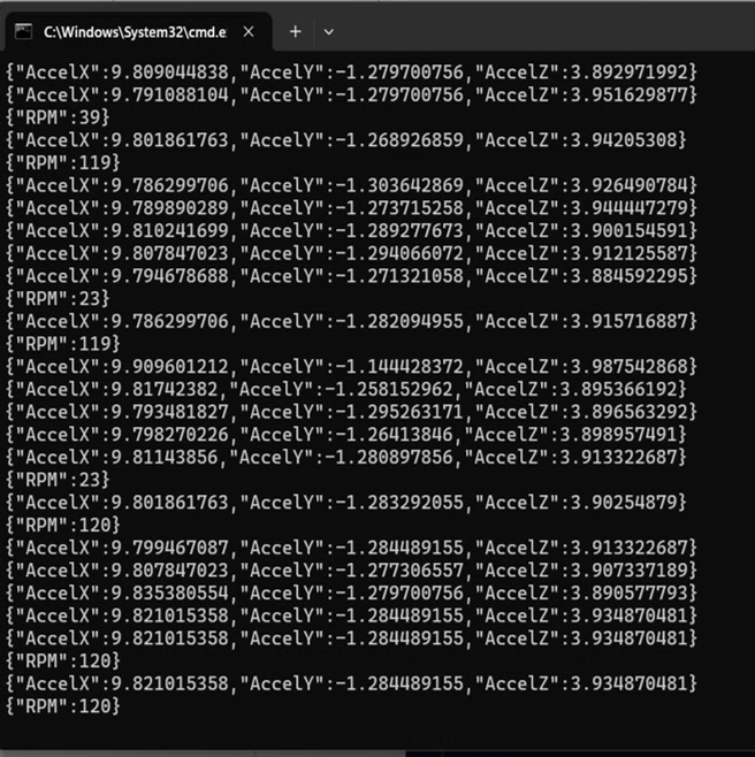 C:\Windows\System32\cmd.e
{"AccelX":9.809044838,"AccelY":-1.279700756,"AccelZ":3.892971992}
{"AccelX":9.791088104,"AccelY":-1.279700756,"AccelZ":3.951629877}
{"RPM":39}
{"AccelX":9.801861763,"AccelY":-1.268926859,"AccelZ":3.94205308}
{"RPM":119}
{"AccelX":9.786299706,"AccelY":-1.303642869,"AccelZ":3.926490784}
{"AccelX":9.789890289,"AccelY":-1.273715258,"AccelZ":3.944447279}
{"AccelX":9.810241699,"AccelY":-1.289277673,"AccelZ":3.900154591}
{"AccelX":9.807847023,"AccelY":-1.294066072,"AccelZ":3.912125587}
{"AccelX":9.794678688,"AccelY":-1.271321058,"AccelZ":3.884592295}
{"RPM":23}
{"AccelX":9.786299706,"AccelY":-1.282094955,"AccelZ":3.915716887}
{"RPM":119}
{"AccelX":9.909601212,"AccelY":-1.144428372,"AccelZ":3.987542868}
{"AccelX":9.81742382,"AccelY":-1.258152962,"AccelZ":3.895366192}
{"AccelX":9.793481827,"AccelY":-1.295263171,"AccelZ":3.896563292}
{"AccelX":9.798270226,"AccelY":-1.26413846,"AccelZ":3.898957491}
{"AccelX":9.81143856,"AccelY":-1.280897856,"AccelZ":3.913322687}
{"RPM":23}
{"AccelX":9.801861763,"AccelY":-1.283292055,"AccelZ":3.90254879}
{"RPM":120}
{"AccelX":9.799467087,"AccelY":-1.284489155,"AccelZ":3.913322687}
{"AccelX":9.807847023,"AccelY":-1.277306557,"AccelZ":3.907337189}
{"AccelX":9.835380554,"AccelY":-1.279700756,"AccelZ":3.890577793}
{"AccelX":9.821015358,"AccelY":-1.284489155,"AccelZ":3.934870481}
{"AccelX":9.821015358,"AccelY":-1.284489155,"AccelZ":3.934870481}
{"RPM":120}
{"AccelX":9.821015358,"AccelY":-1.284489155,"AccelZ":3.934870481}
{"RPM":120}